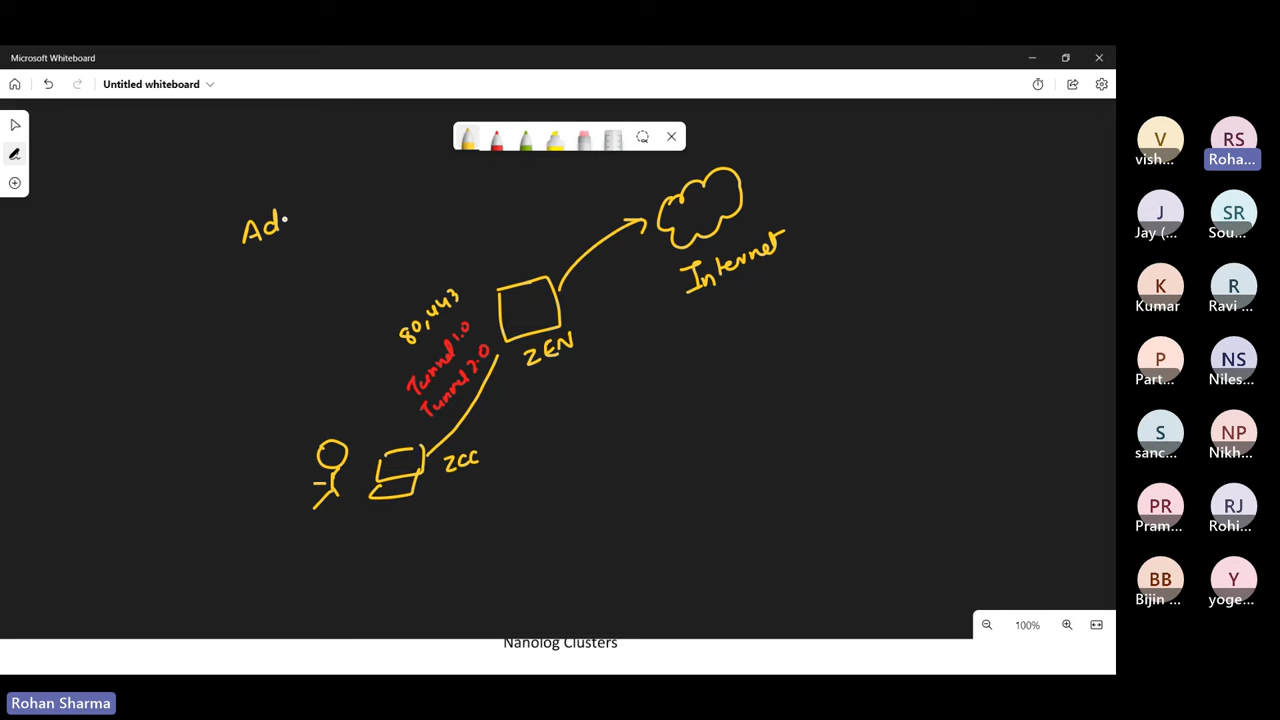 Microsoft Whiteboard
Untitled whiteboard
Ad
Internet
80,443
Tunnel 1.0
Tunnel 2.0
ZEN
ZCC
100%
Nanolog Clusters
Rohan Sharma
V
vish...
RS
Roha...
J
Jay (...
SR
Sou...
K
Kumar
R
Ravi ...
P
Part...
NS
Niles...
S
sanc...
NP
Nikh...
PR
Pram...
RJ
Rohi...
BB
Bijin ...
Y
yoge...